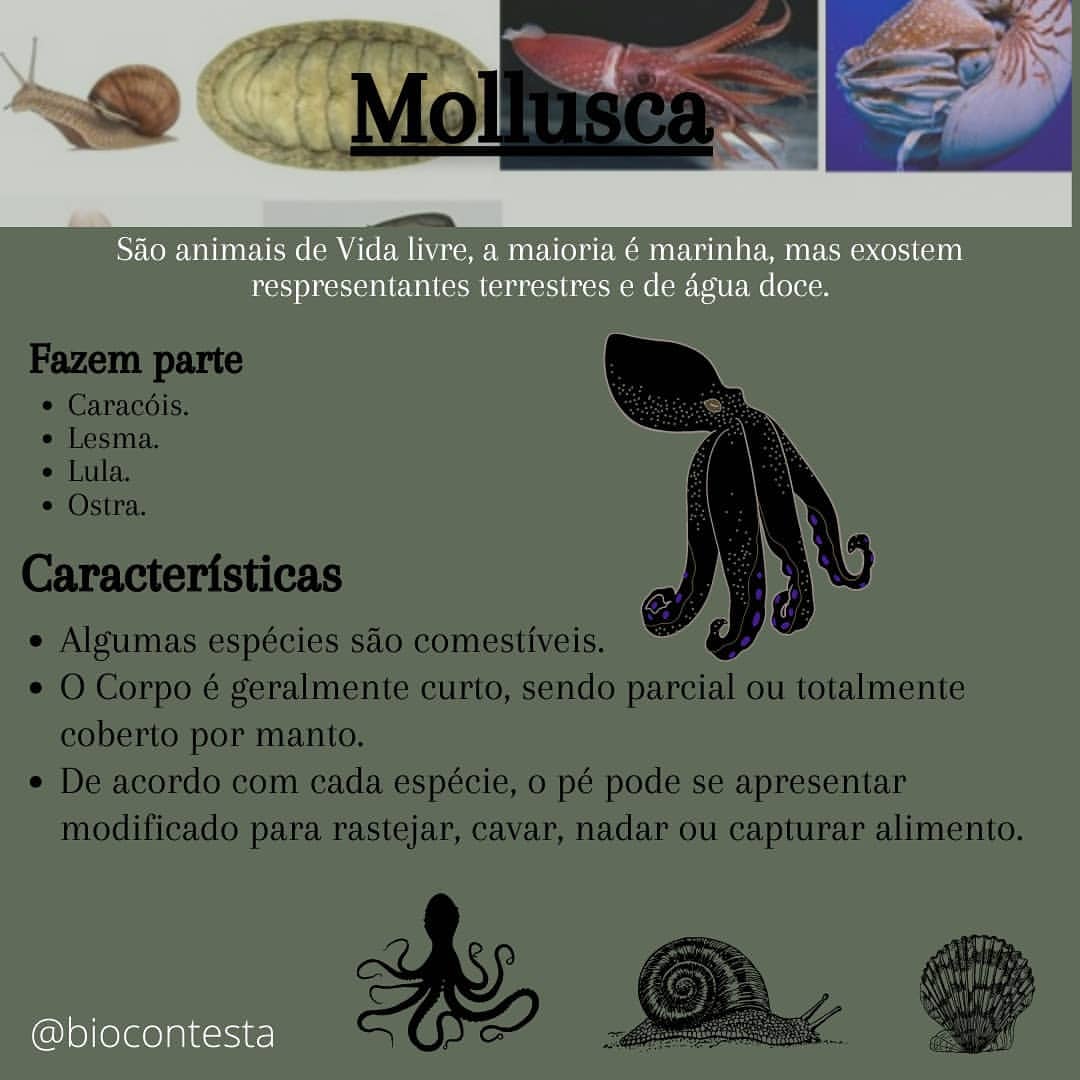 Mollusca
São animais de Vida livre, a maioria é marinha, mas exostem
respresentantes terrestres e de água doce.
Fazem parte
• Caracóis.
• Lesma.
• Lula.
• Ostra.
Características
• Algumas espécies são comestíveis.
• O Corpo é geralmente curto, sendo parcial ou totalmente
coberto por manto.
• De acordo com cada espécie, o pé pode se apresentar
modificado para rastejar, cavar, nadar ou capturar alimento.
@biocontesta